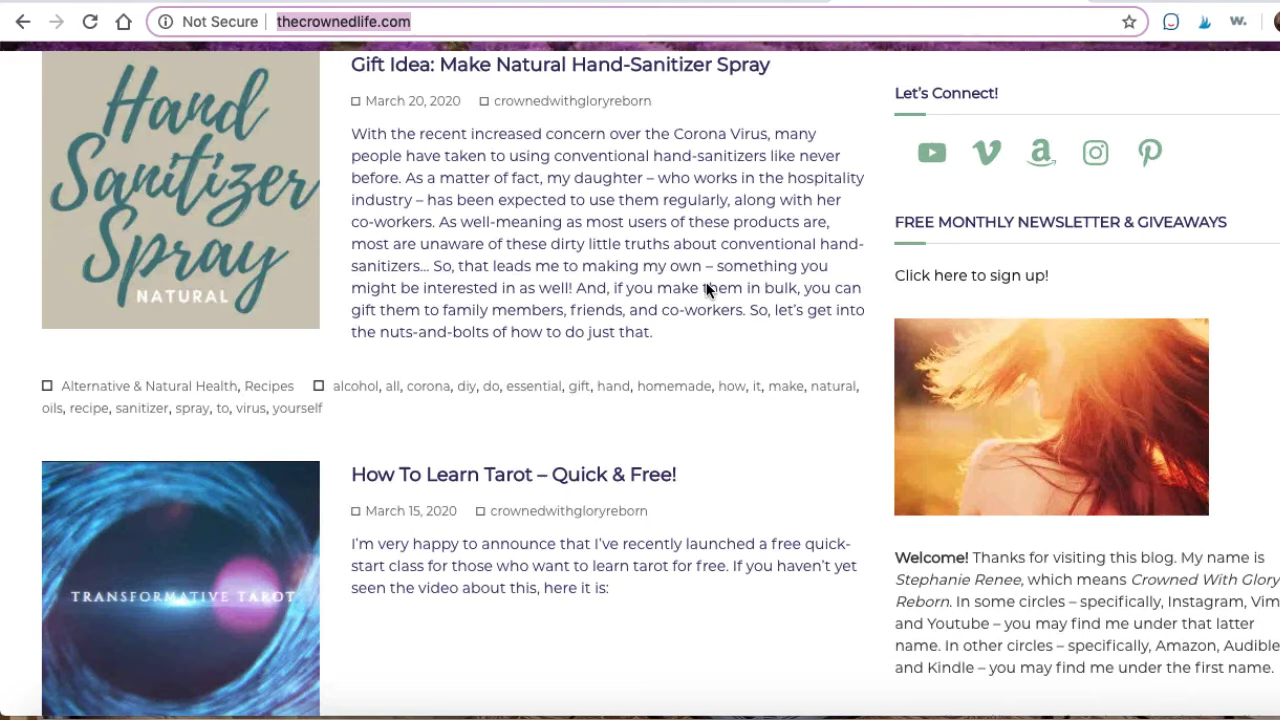 Not Secure | thecrownedlife.com
w.
Hand
Sanitizer
Spray
NATURAL
Gift Idea: Make Natural Hand-Sanitizer Spray
March 20, 2020 crownedwithgloryreborn
With the recent increased concern over the Corona Virus, many
people have taken to using conventional hand-sanitizers like never
before. As a matter of fact, my daughter – who works in the hospitality
industry – has been expected to use them regularly, along with her
co-workers. As well-meaning as most users of these products are,
most are unaware of these dirty little truths about conventional hand-
sanitizers... So, that leads me to making my own – something you
might be interested in as well! And, if you make them in bulk, you can
gift them to family members, friends, and co-workers. So, let's get into
the nuts-and-bolts of how to do just that.
Alternative & Natural Health, Recipes alcohol, all, corona, diy, do, essential, gift, hand, homemade, how, it, make, natural,
oils, recipe, sanitizer, spray, to, virus, yourself
TRANSFORMATIVE TAROT
How To Learn Tarot – Quick & Free!
March 15, 2020 crownedwithgloryreborn
I'm very happy to announce that I've recently launched a free quick-
start class for those who want to learn tarot for free. If you haven't yet
seen the video about this, here it is:
Let's Connect!
FREE MONTHLY NEWSLETTER & GIVEAWAYS
Click here to sign up!
Welcome! Thanks for visiting this blog. My name is
Stephanie Renee, which means Crowned With Glory
Reborn. In some circles – specifically, Instagram, Vim
and Youtube – you may find me under that latter
name. In other circles – specifically, Amazon, Audible
and Kindle – you may find me under the first name.